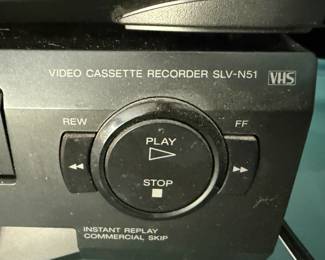 VIDEO CASSETTE RECORDER SLV-N51 VHS
REW FF
PLAY
STOP
INSTANT REPLAY
COMMERCIAL SKIP